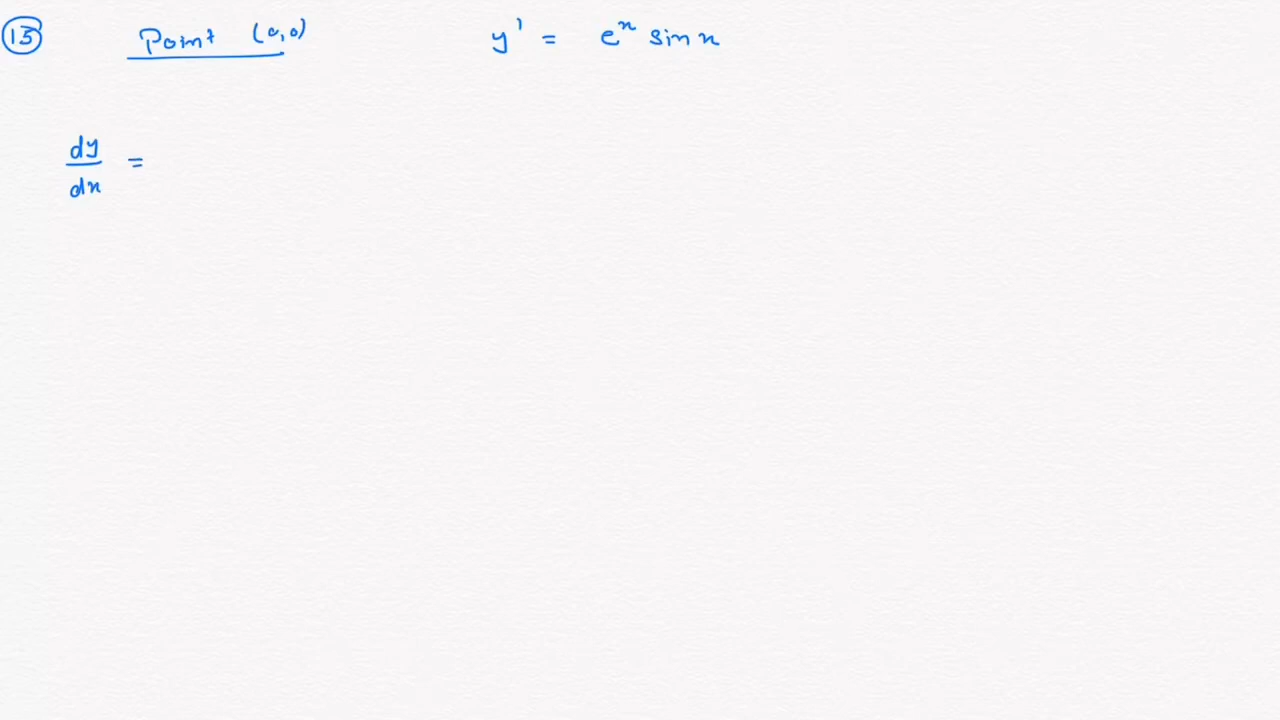 15 Point (0,0) y' = e^x sin x
dy/dx =